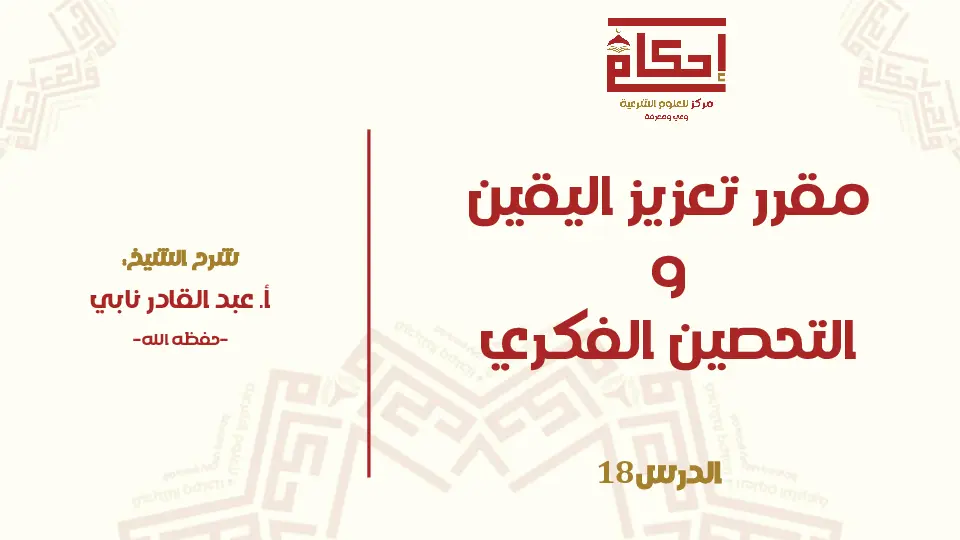 إحكام
مركز للعلوم الشرعية
وعي ومعرفة
مقرر تعزيز اليقين
و
التحصين الفكري
الدرس18
شرح الشيخ:
أ. عبد القادر نابي
-حفظه الله-